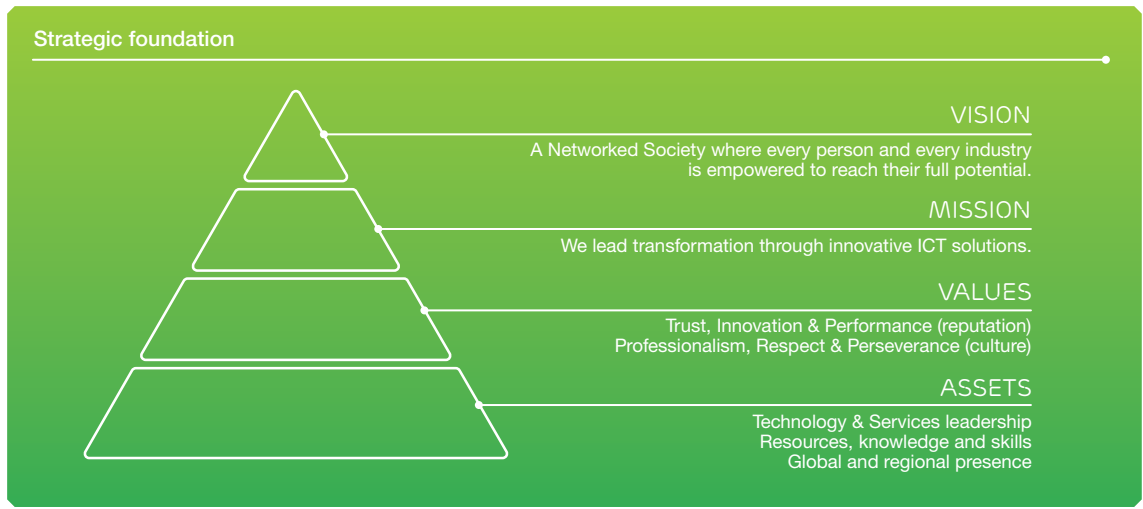 Strategic foundation
VISION
A Networked Society where every person and every industry
is empowered to reach their full potential.
MISSION
We lead transformation through innovative ICT solutions.
VALUES
Trust, Innovation & Performance (reputation)
Professionalism, Respect & Perseverance (culture)
ASSETS
Technology & Services leadership
Resources, knowledge and skills
Global and regional presence